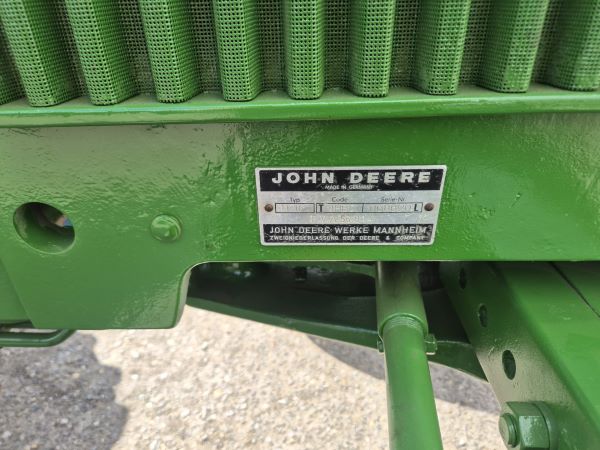 JOHN DEERE
MADE IN GERMANY
Typ Code Serie-Nr
T L
JOHN DEERE WERKE MANNHEIM
ZWEIGNIEDERLASSUNG DER DEERE & COMPANY